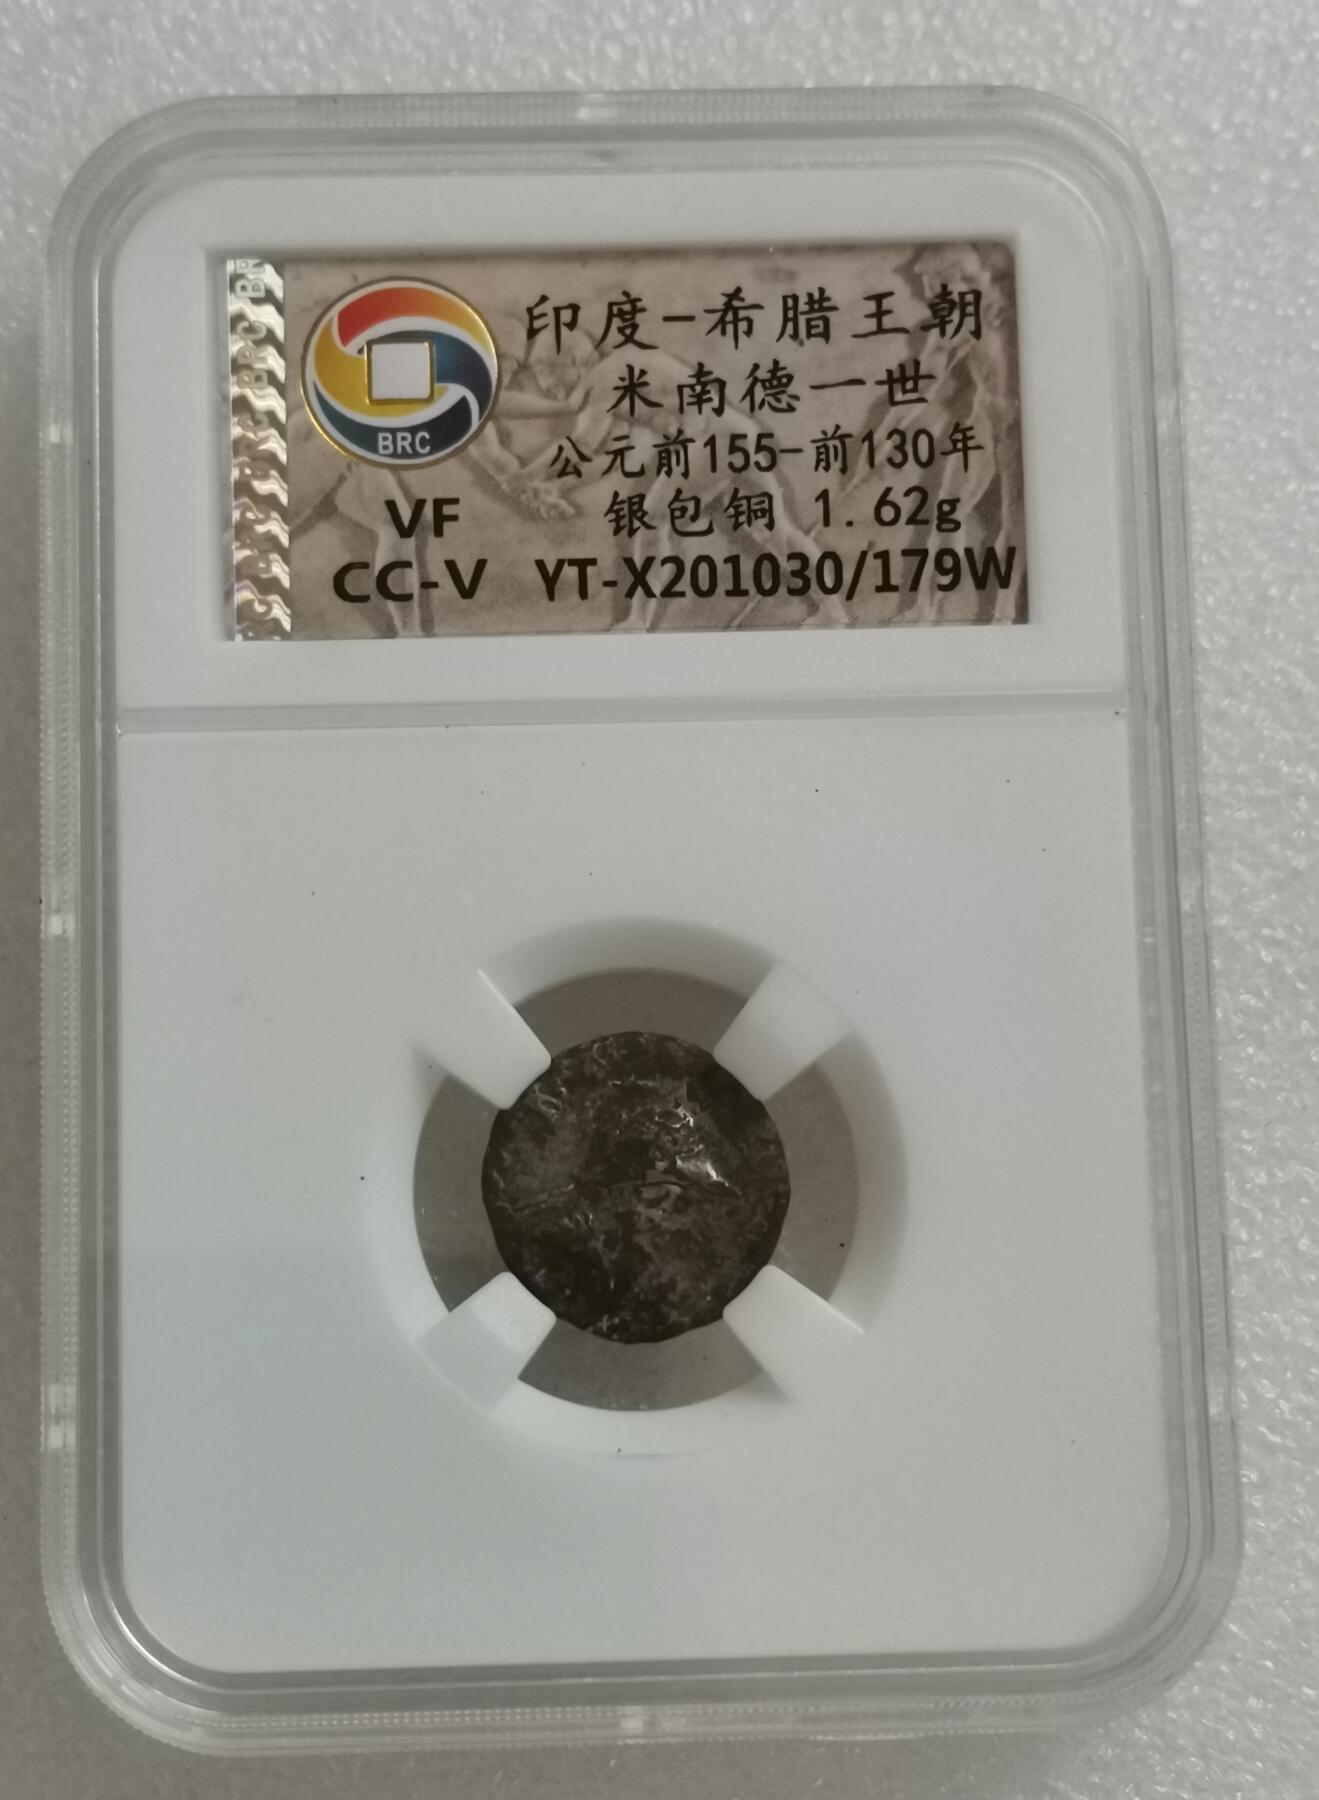 印度-希腊王朝
米南德一世
公元前155-前130年
银包铜 1.62g
BRC
VF
CC-V YT-X201030/179W